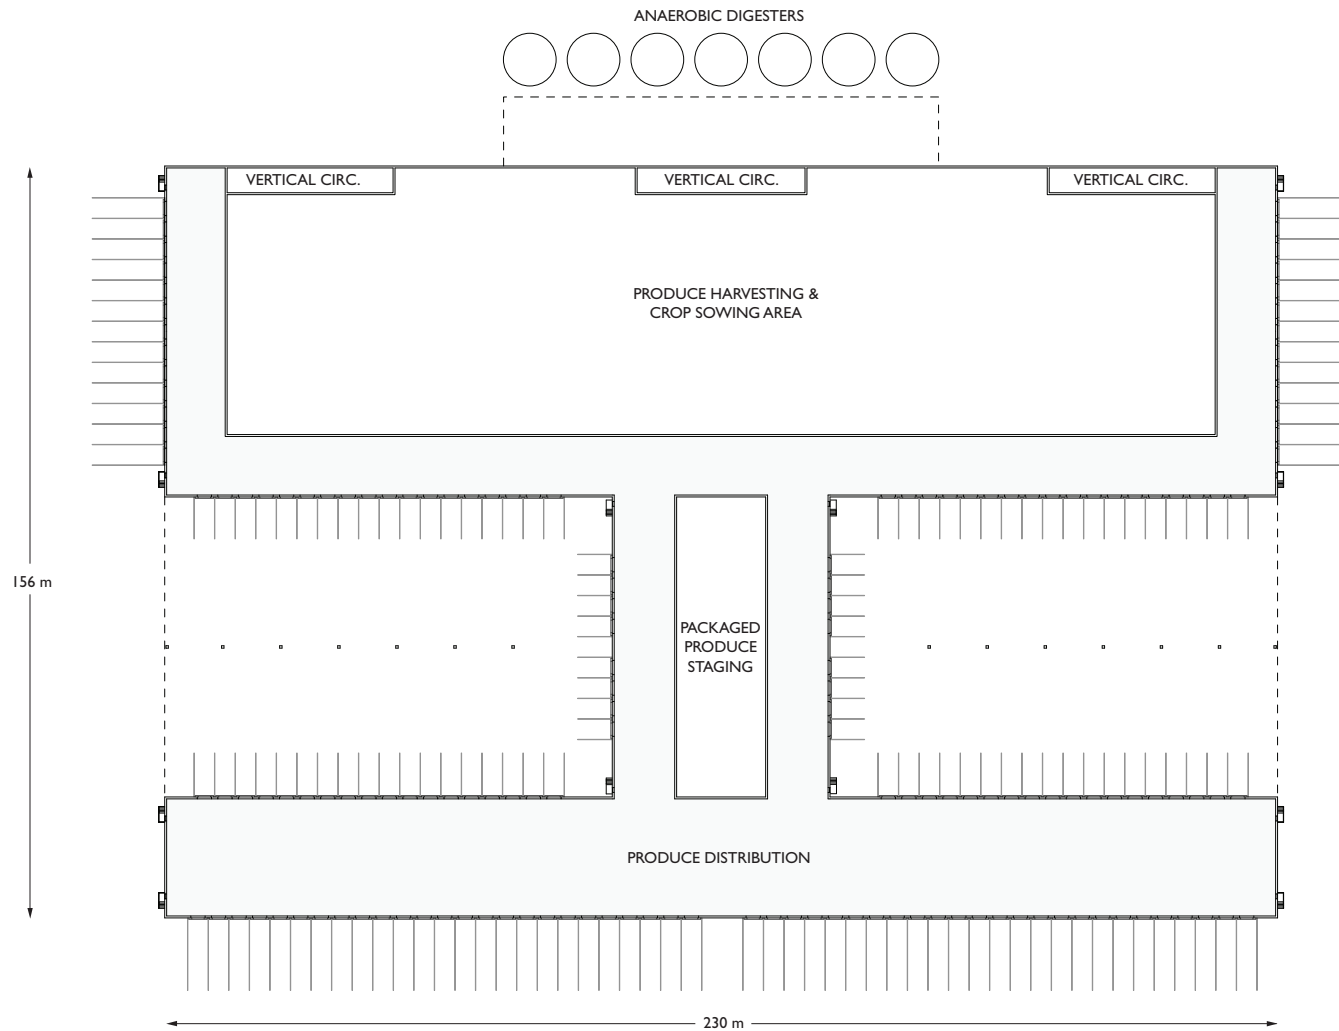 ANAEROBIC DIGESTERS
VERTICAL CIRC.
VERTICAL CIRC.
VERTICAL CIRC.
PRODUCE HARVESTING &
CROP SOWING AREA
156 m
PACKAGED
PRODUCE
STAGING
PRODUCE DISTRIBUTION
230 m